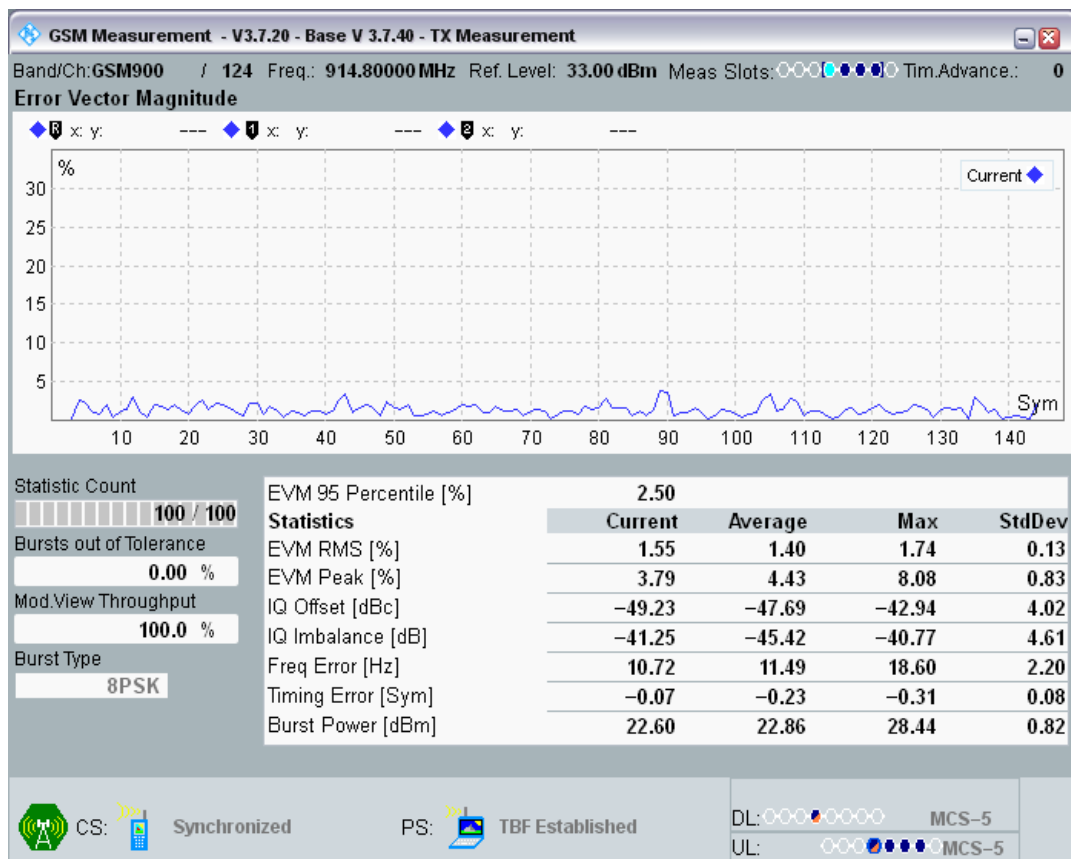 GSM Measurement - V3.7.20 - Base V 3.7.40 - TX Measurement
Band/Ch:GSM900 / 124 Freq.: 914.80000 MHz Ref. Level: 33.00 dBm Meas Slots: Tim.Advance.: 0
Error Vector Magnitude
R x: y: --- 1 x: y: --- 2 x: y: ---
%
Current
30
25
20
15
10
5
Sym
10 20 30 40 50 60 70 80 90 100 110 120 130 140
Statistic Count
100 / 100
Bursts out of Tolerance
0.00 %
Mod.View Throughput
100.0 %
Burst Type
8PSK
EVM 95 Percentile [%] 2.50
Statistics Current Average Max StdDev
EVM RMS [%] 1.55 1.40 1.74 0.13
EVM Peak [%] 3.79 4.43 8.08 0.83
IQ Offset [dBc] −49.23 −47.69 −42.94 4.02
IQ Imbalance [dB] −41.25 −45.42 −40.77 4.61
Freq Error [Hz] 10.72 11.49 18.60 2.20
Timing Error [Sym] −0.07 −0.23 −0.31 0.08
Burst Power [dBm] 22.60 22.86 28.44 0.82
CS: Synchronized PS: TBF Established
DL: MCS−5
UL: MCS−5